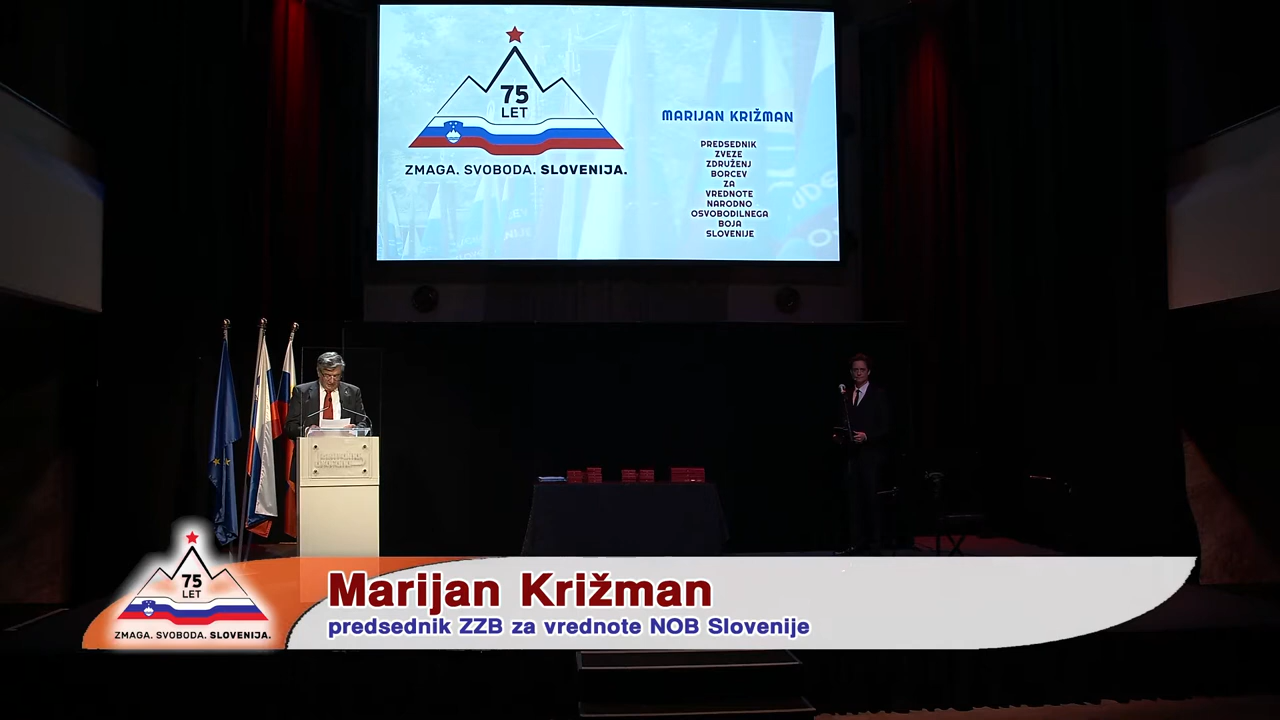 75
LET
ZMAGA. SVOBODA. SLOVENIJA.
MARIJAN KRIŽMAN
PREDSEDNIK
ZVEZE
ZDRUŽENJ
BORCEV
ZA
VREDNOTE
NARODNO
OSVOBODILNEGA
BOJA
SLOVENIJE
75
LET
ZMAGA. SVOBODA. SLOVENIJA.
Marijan Križman
predsednik ZZB za vrednote NOB Slovenije